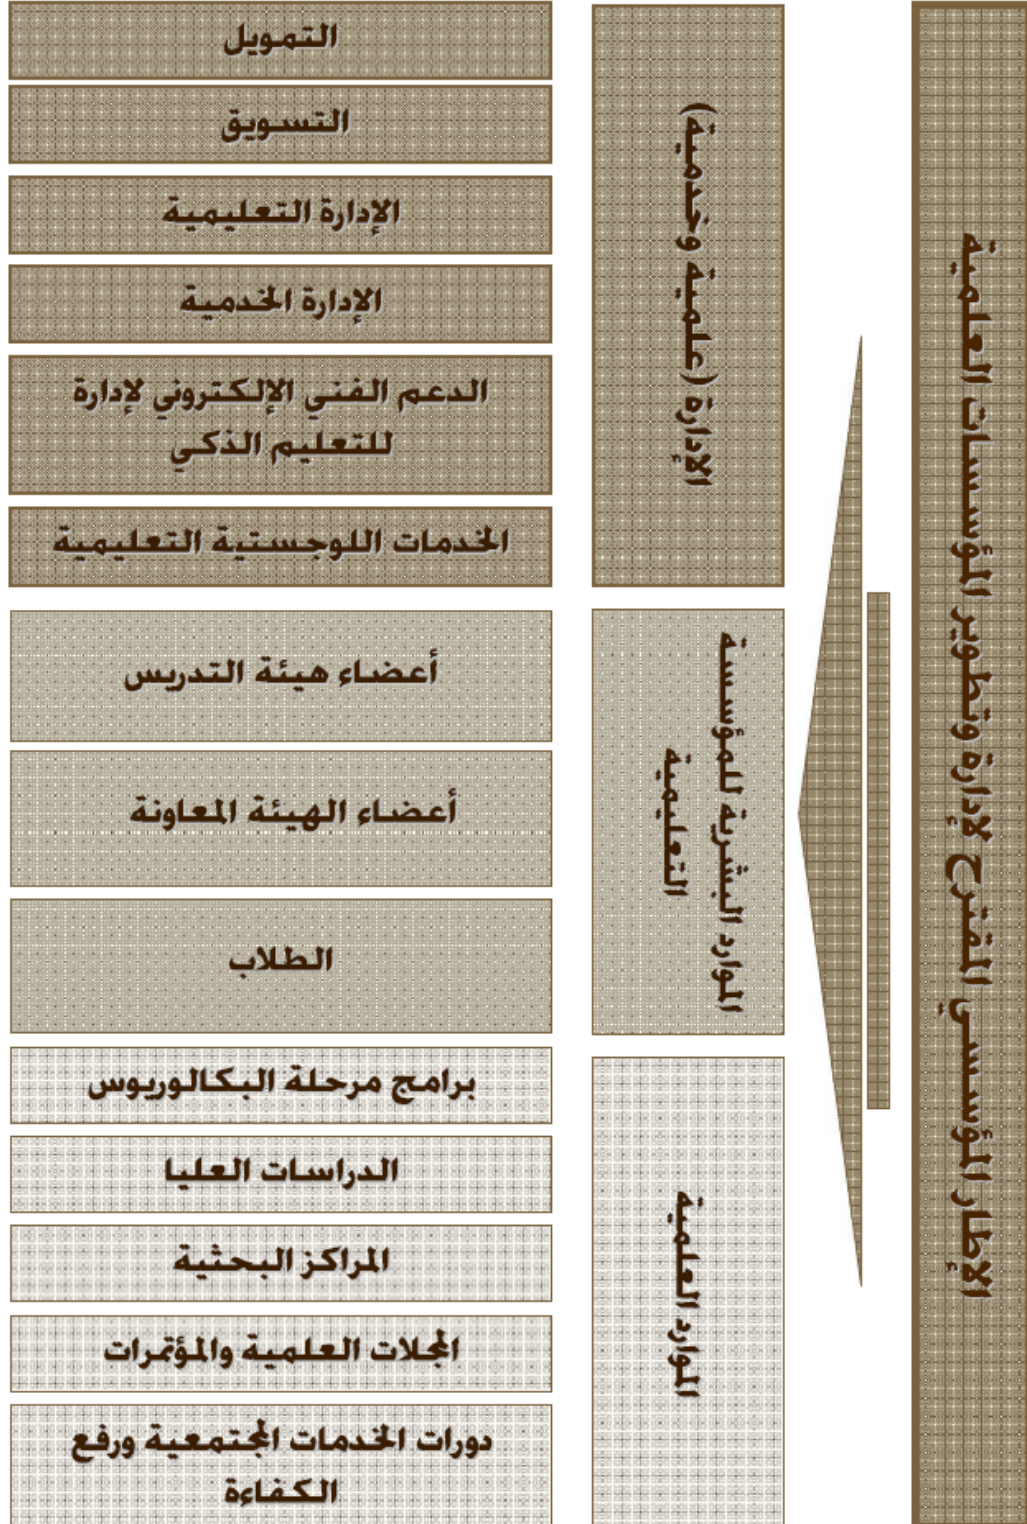 الإطار المؤسسي المقترح لإدارة وتطوير المؤسسات العلمية
الإدارة (علمية وخدمية)
التمويل
التسويق
الإدارة التعليمية
الإدارة الخدمية
الدعم الفني الإلكتروني لإدارة
للتعليم الذكي
الخدمات اللوجستية التعليمية
الموارد البشرية للمؤسسة
التعليمية
أعضاء هيئة التدريس
أعضاء الهيئة المعاونة
الطلاب
الموارد العلمية
برامج مرحلة البكالوريوس
الدراسات العليا
المراكز البحثية
المجلات العلمية والمؤتمرات
دورات الخدمات المجتمعية ورفع
الكفاءة